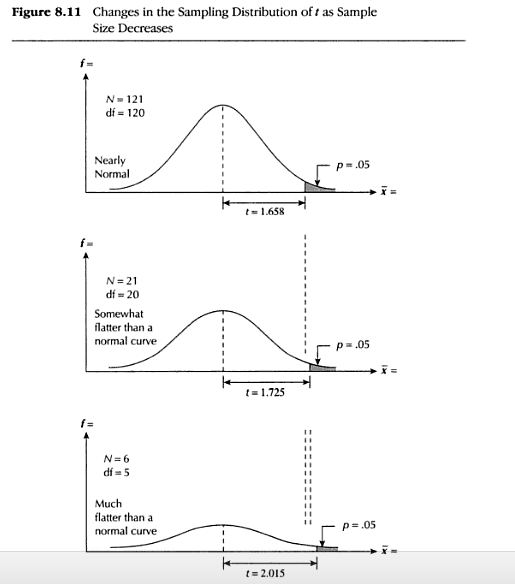 Figure 8.11 Changes in the Sampling Distribution of t as Sample
Size Decreases
f =
N = 121
df = 120
Nearly
Normal
p = .05
x̄ =
t = 1.658
f =
N = 21
df = 20
Somewhat
flatter than a
normal curve
p = .05
x̄ =
t = 1.725
f =
N = 6
df = 5
Much
flatter than a
normal curve
p = .05
x̄ =
t = 2.015